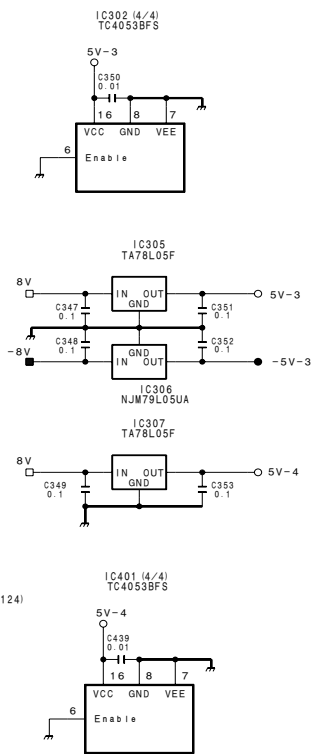 IC302 (4/4)
TC4053BFS
5V-3
C350
0.01
16 8 7
VCC GND VEE
6
Enable
IC305
TA78L05F
8V
IN OUT
GND
5V-3
C347
0.1
C351
0.1
C348
0.1
C352
0.1
-8V
GND
IN OUT
-5V-3
IC306
NJM79L05UA
IC307
TA78L05F
8V
IN OUT
GND
5V-4
C349
0.1
C353
0.1
IC401 (4/4)
TC4053BFS
124)
5V-4
C439
0.01
16 8 7
VCC GND VEE
6
Enable